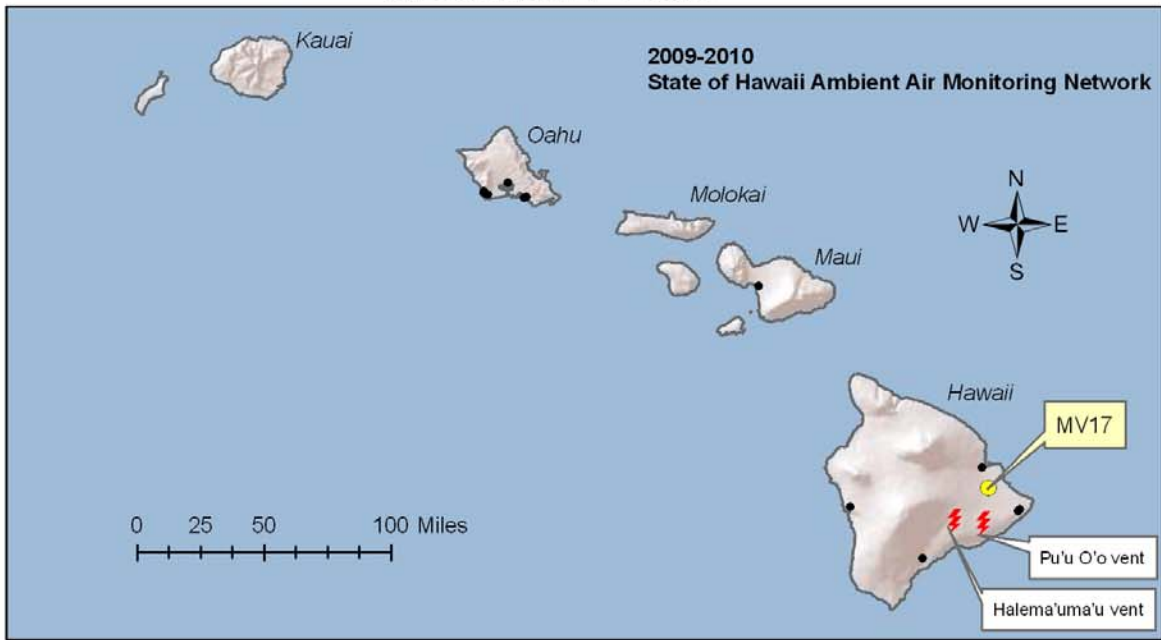 Kauai
2009-2010
State of Hawaii Ambient Air Monitoring Network
Oahu
Molokai
N
W
E
S
Maui
Hawaii
MV17
0 25 50 100 Miles
Pu'u O'o vent
Halema'uma'u vent